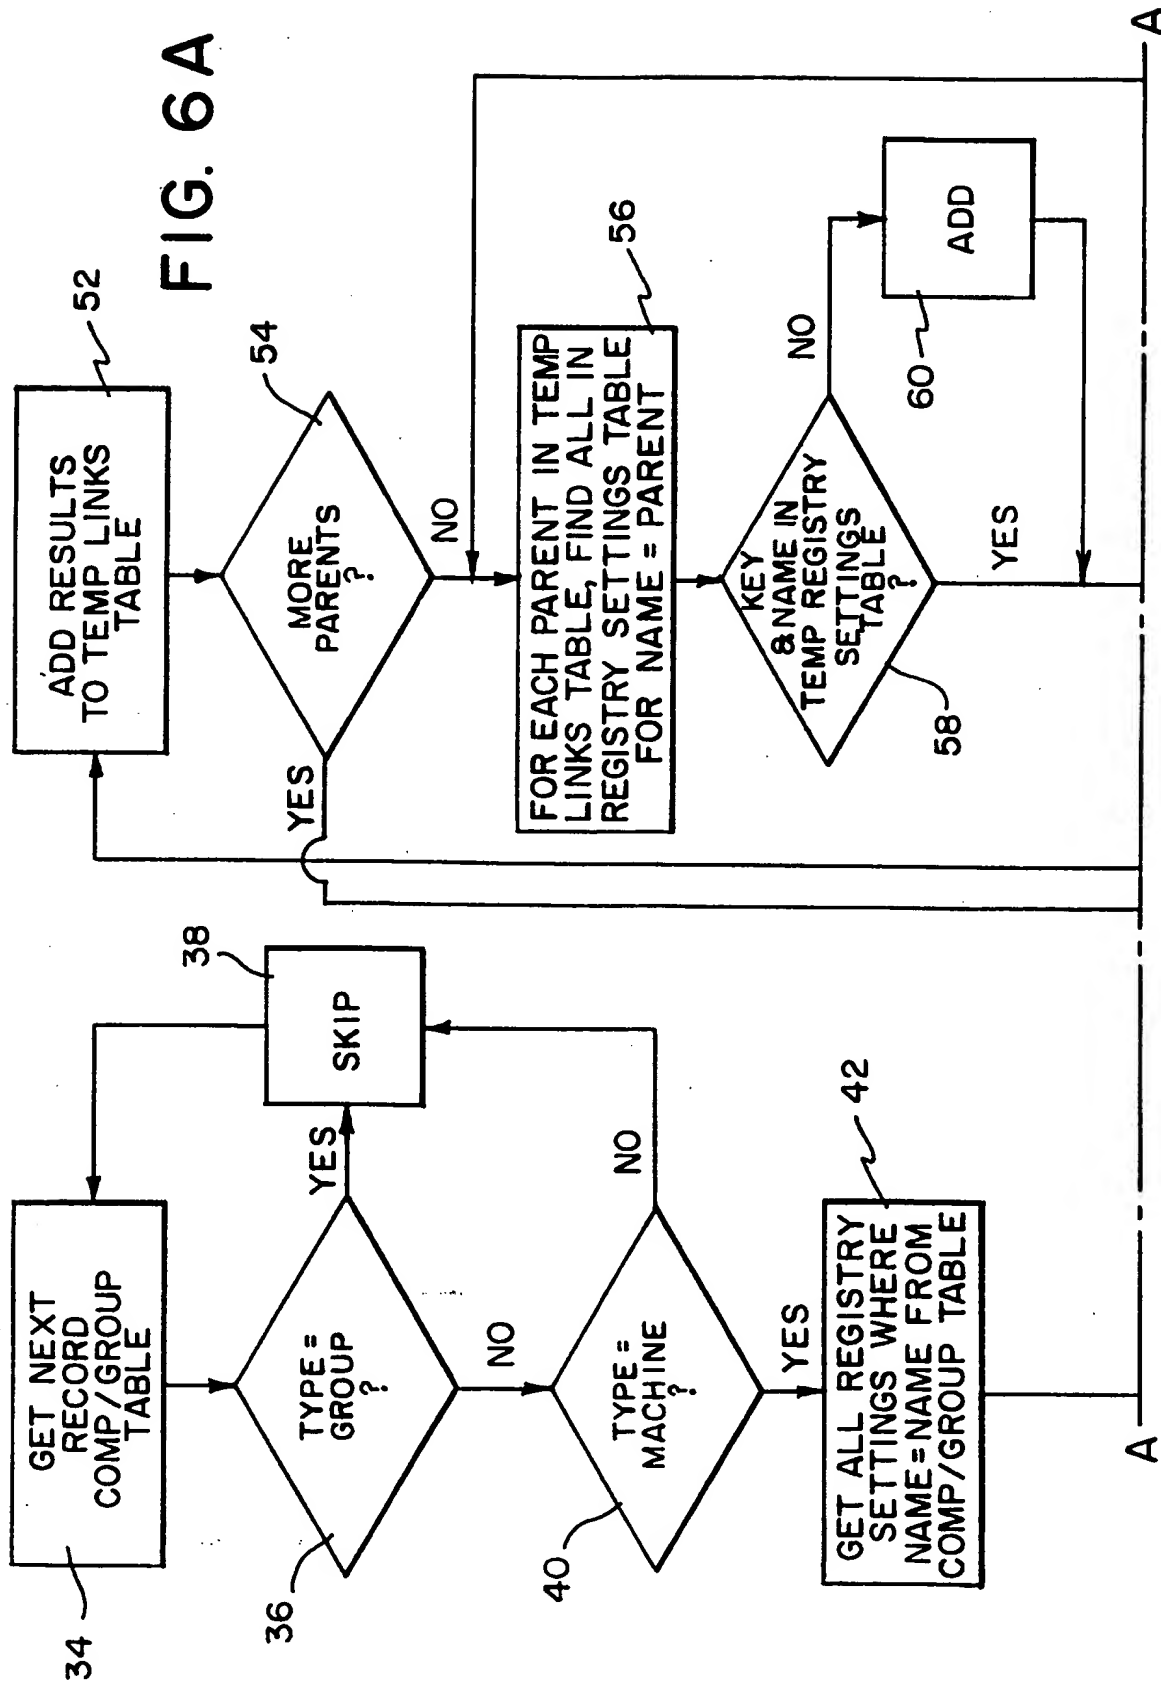 FIG. 6A
34
GET NEXT
RECORD
COMP/GROUP
TABLE
36
TYPE=
GROUP
?
YES
NO
38
SKIP
40
TYPE=
MACHINE
?
NO
YES
42
GET ALL REGISTRY
SETTINGS WHERE
NAME=NAME FROM
COMP/GROUP TABLE
52
ADD RESULTS
TO TEMP LINKS
TABLE
54
MORE
PARENTS
?
YES
NO
56
FOR EACH PARENT IN TEMP
LINKS TABLE, FIND ALL IN
REGISTRY SETTINGS TABLE
FOR NAME = PARENT
58
KEY
& NAME IN
TEMP REGISTRY
SETTINGS
TABLE
?
NO
YES
60
ADD
A
A